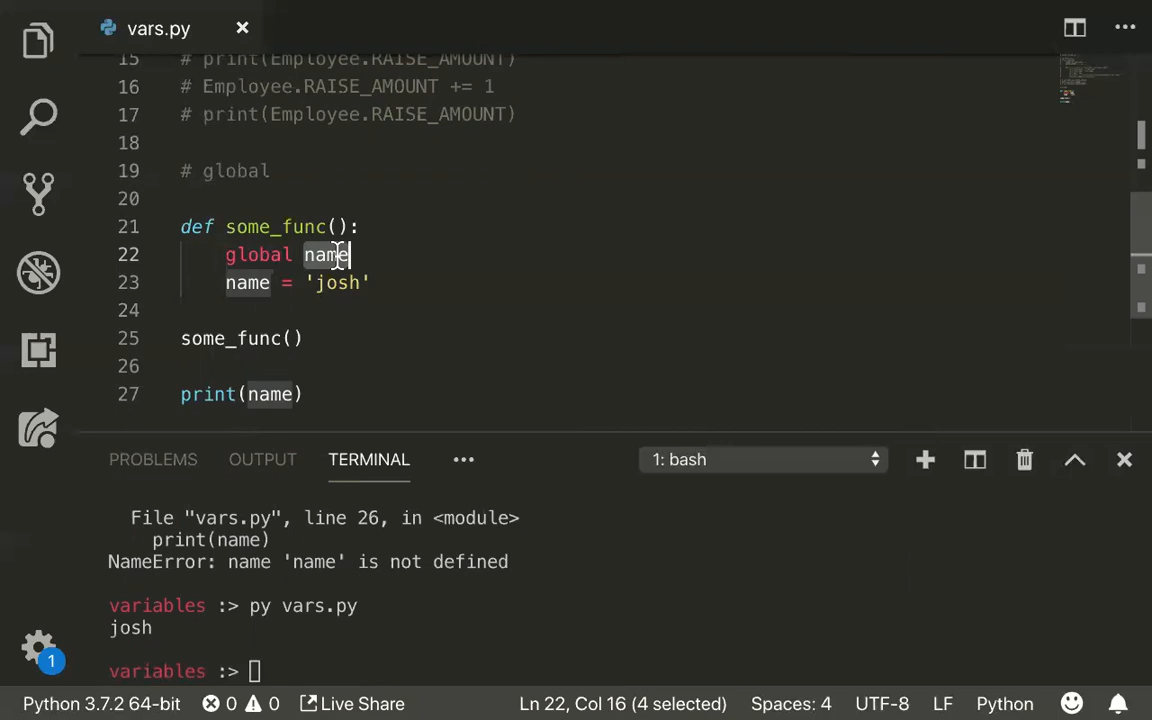 vars.py
15 # print(Employee.RAISE_AMOUNT)
16 # Employee.RAISE_AMOUNT += 1
17 # print(Employee.RAISE_AMOUNT)
18
19 # global
20
21 def some_func():
22 global name
23 name = 'josh'
24
25 some_func()
26
27 print(name)
PROBLEMS OUTPUT TERMINAL ••• 1: bash
File "vars.py", line 26, in <module>
print(name)
NameError: name 'name' is not defined
variables :> py vars.py
josh
variables :>
1
Python 3.7.2 64-bit 0 0 Live Share Ln 22, Col 16 (4 selected) Spaces: 4 UTF-8 LF Python